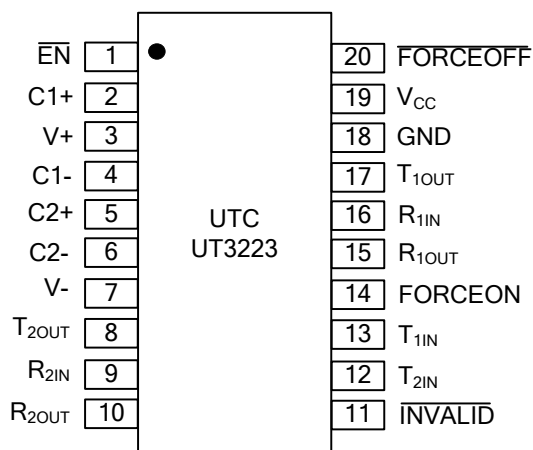 EN 1 20 FORCEOFF
C1+ 2 19 VCC
V+ 3 18 GND
C1- 4 17 T1OUT
C2+ 5 16 R1IN
UTC
C2- 6 15 R1OUT
UT3223
V- 7 14 FORCEON
T2OUT 8 13 T1IN
R2IN 9 12 T2IN
R2OUT 10 11 INVALID